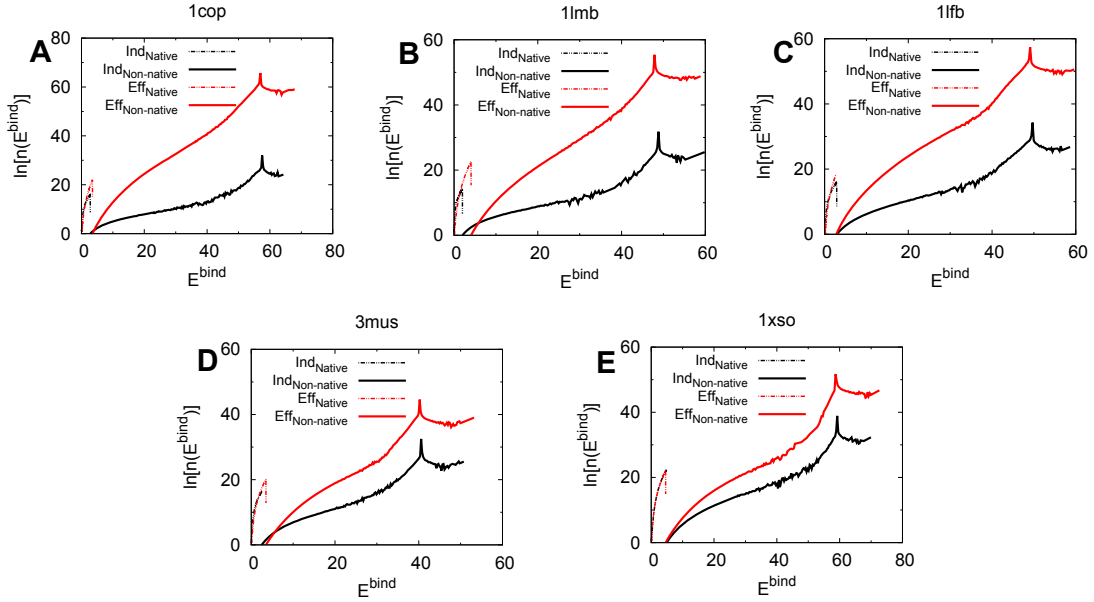 1cop
A
ln[n(E^bind)]
80
60
40
20
0
Ind_Native
Ind_Non-native
Eff_Native
Eff_Non-native
0 20 40 60 80
E^bind
1lmb
B
ln[n(E^bind)]
60
40
20
0
Ind_Native
Ind_Non-native
Eff_Native
Eff_Non-native
0 20 40 60
E^bind
1lfb
C
ln[n(E^bind)]
60
40
20
0
Ind_Native
Ind_Non-native
Eff_Native
Eff_Non-native
0 20 40 60
E^bind
3mus
D
ln[n(E^bind)]
60
40
20
0
Ind_Native
Ind_Non-native
Eff_Native
Eff_Non-native
0 20 40 60
E^bind
1xso
E
ln[n(E^bind)]
60
40
20
0
Ind_Native
Ind_Non-native
Eff_Native
Eff_Non-native
0 20 40 60 80
E^bind